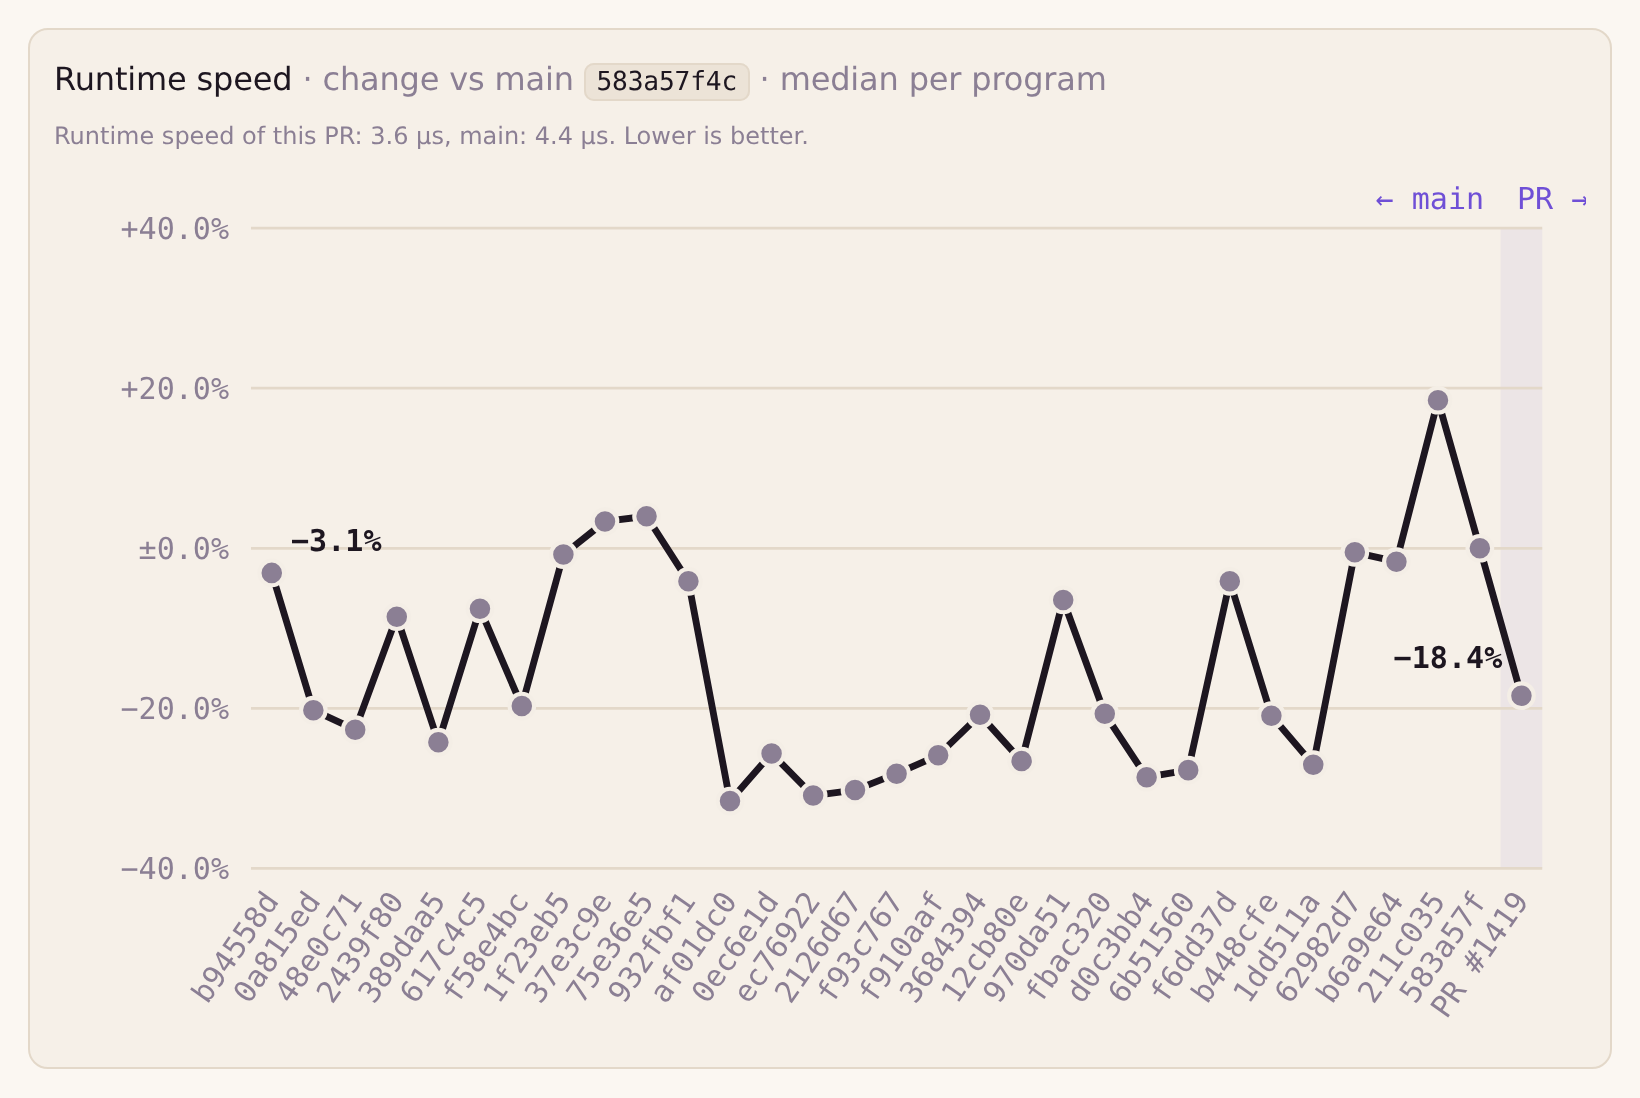 Runtime speed · change vs main 583a57f4c · median per program
Runtime speed of this PR: 3.6 µs, main: 4.4 µs. Lower is better.
← main PR →
+40.0%
+20.0%
±0.0%
−20.0%
−40.0%
−3.1%
−18.4%
b94558d
0a815ed
48e0c71
2439f80
389daa5
617c4c5
f58e4bc
1f23eb5
37e3c9e
75e36e5
932fbf1
af01dc0
0ec6e1d
ec76922
2126d67
f93c767
f910aaf
3684394
12cb80e
970da51
fbac320
d0c3bb4
6b51560
f6dd37d
b448cfe
1dd511a
62982d7
b6a9e64
211c035
583a57f
PR #1419